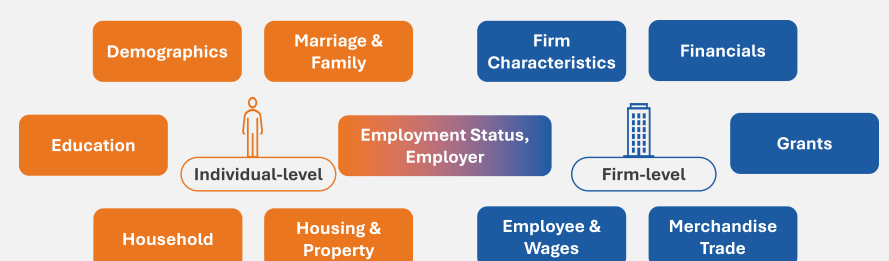 Demographics
Marriage &
Family
Firm
Characteristics
Financials
Education
Employment Status,
Employer
Grants
Individual-level
Firm-level
Household
Housing &
Property
Employee &
Wages
Merchandise
Trade